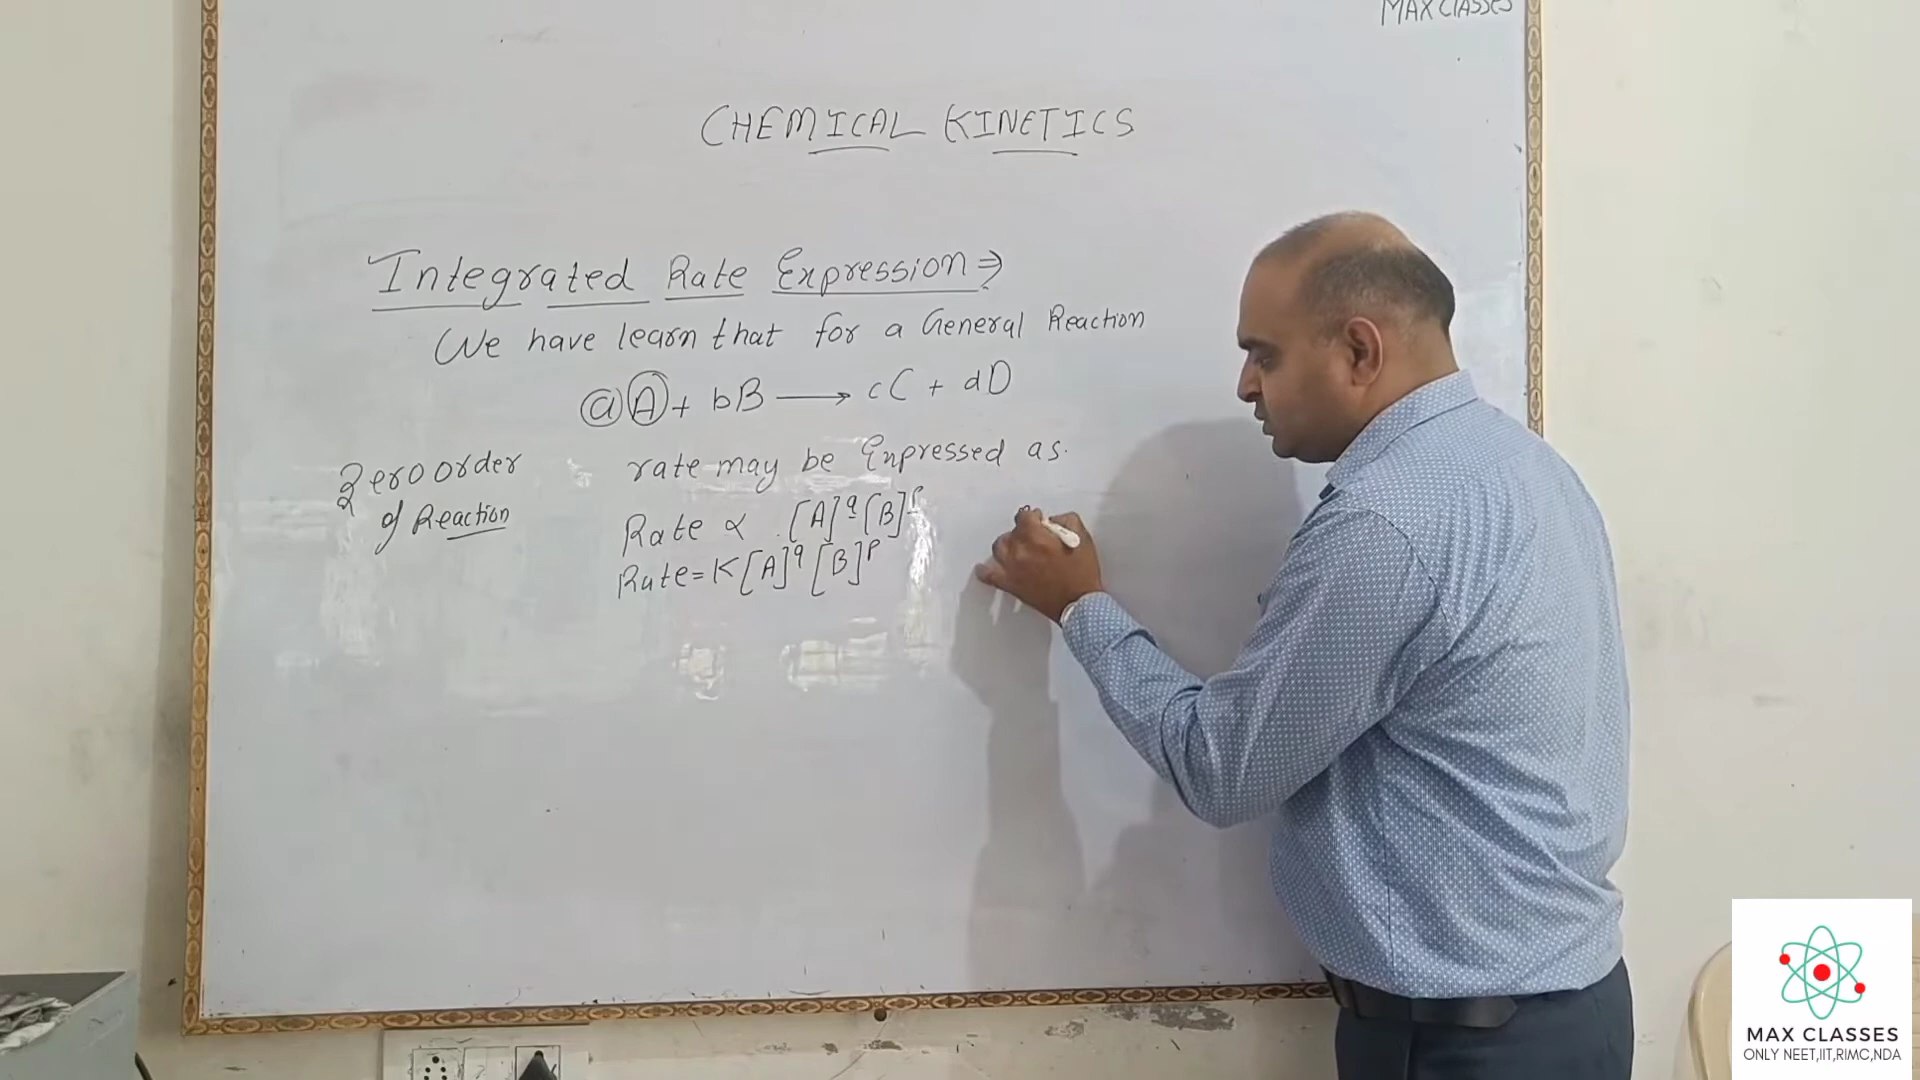 MAX CLASSES
CHEMICAL KINETICS
Integrated Rate Expression ⇒
We have learn that for a General Reaction
aA + bB ⟶ cC + dD
Zero order
of Reaction
rate may be Expressed as.
Rate ∝ [A]^q [B]^p
Rate = K[A]^q [B]^p
MAX CLASSES
ONLY NEET,IIT,RIMC,NDA